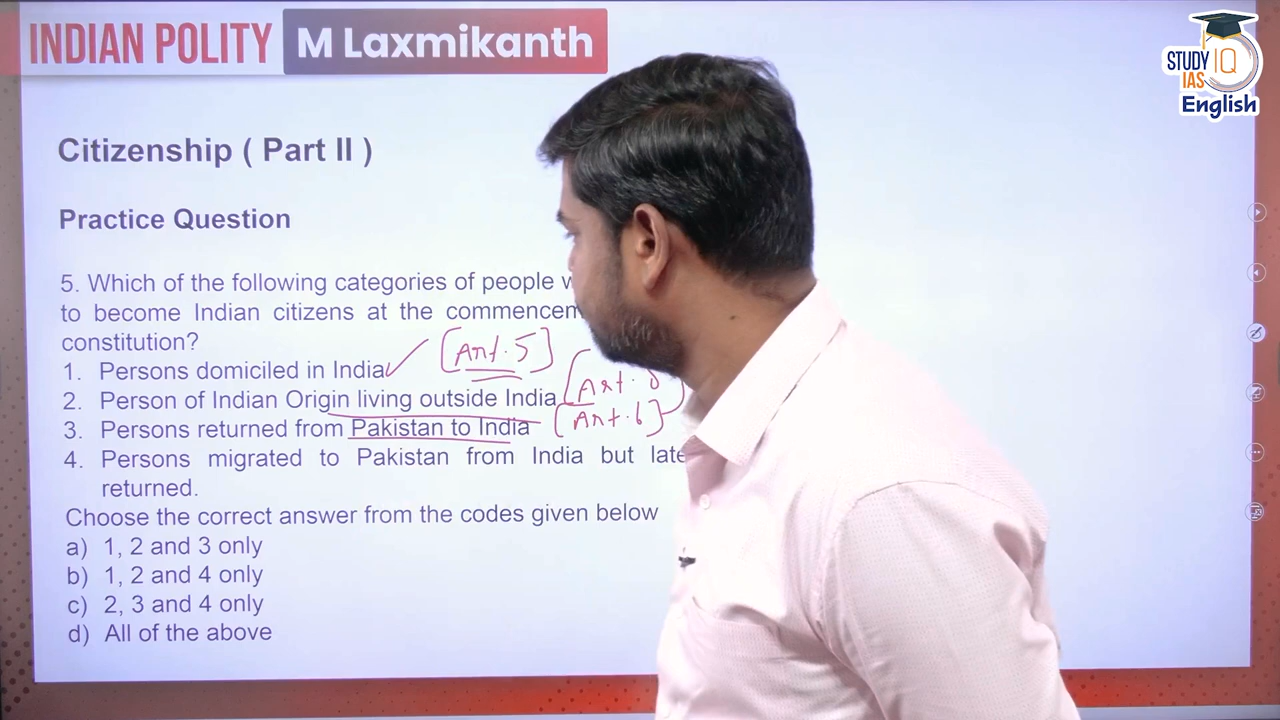 INDIAN POLITY M Laxmikanth
STUDY IQ
IAS
English
Citizenship ( Part II )
Practice Question
5. Which of the following categories of people
to become Indian citizens at the
constitution?
1. Persons domiciled in India [Art. 5]
2. Person of Indian Origin living outside India [Art. 8
3. Persons returned from Pakistan to India [Art. 6]
4. Persons migrated to Pakistan from India but
returned.
Choose the correct answer from the codes given below
a) 1, 2 and 3 only
b) 1, 2 and 4 only
c) 2, 3 and 4 only
d) All of the above